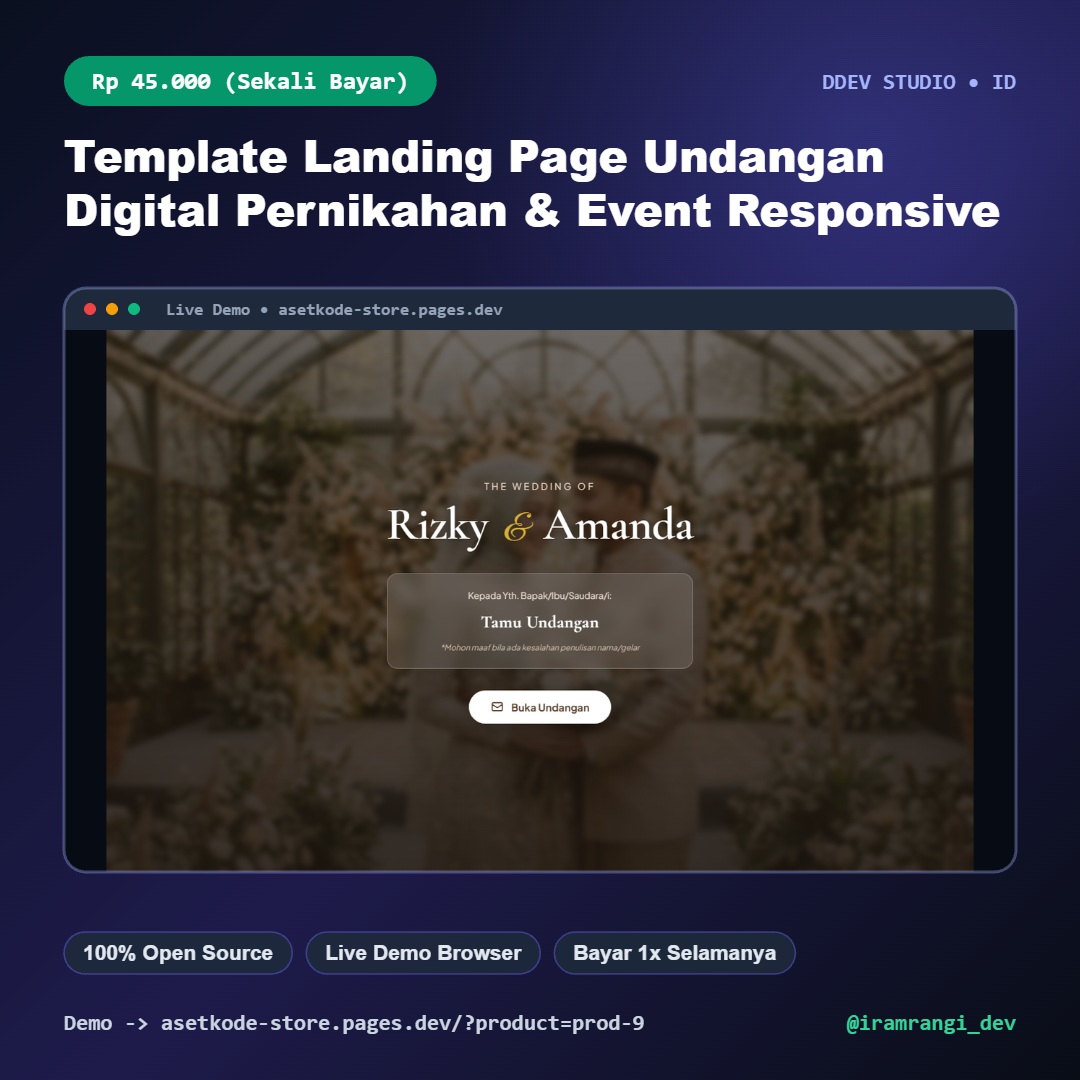 Rp 45.000 (Sekali Bayar)
DDEV STUDIO • ID
Template Landing Page Undangan
Digital Pernikahan & Event Responsive
Live Demo • asetkode-store.pages.dev
THE WEDDING OF
Rizky & Amanda
Kepada Yth. Bapak/Ibu/Saudara/i:
Tamu Undangan
*Mohon maaf bila ada kesalahan penulisan nama/gelar
Buka Undangan
100% Open Source
Live Demo Browser
Bayar 1x Selamanya
Demo -> asetkode-store.pages.dev/?product=prod-9
@iramrangi_dev